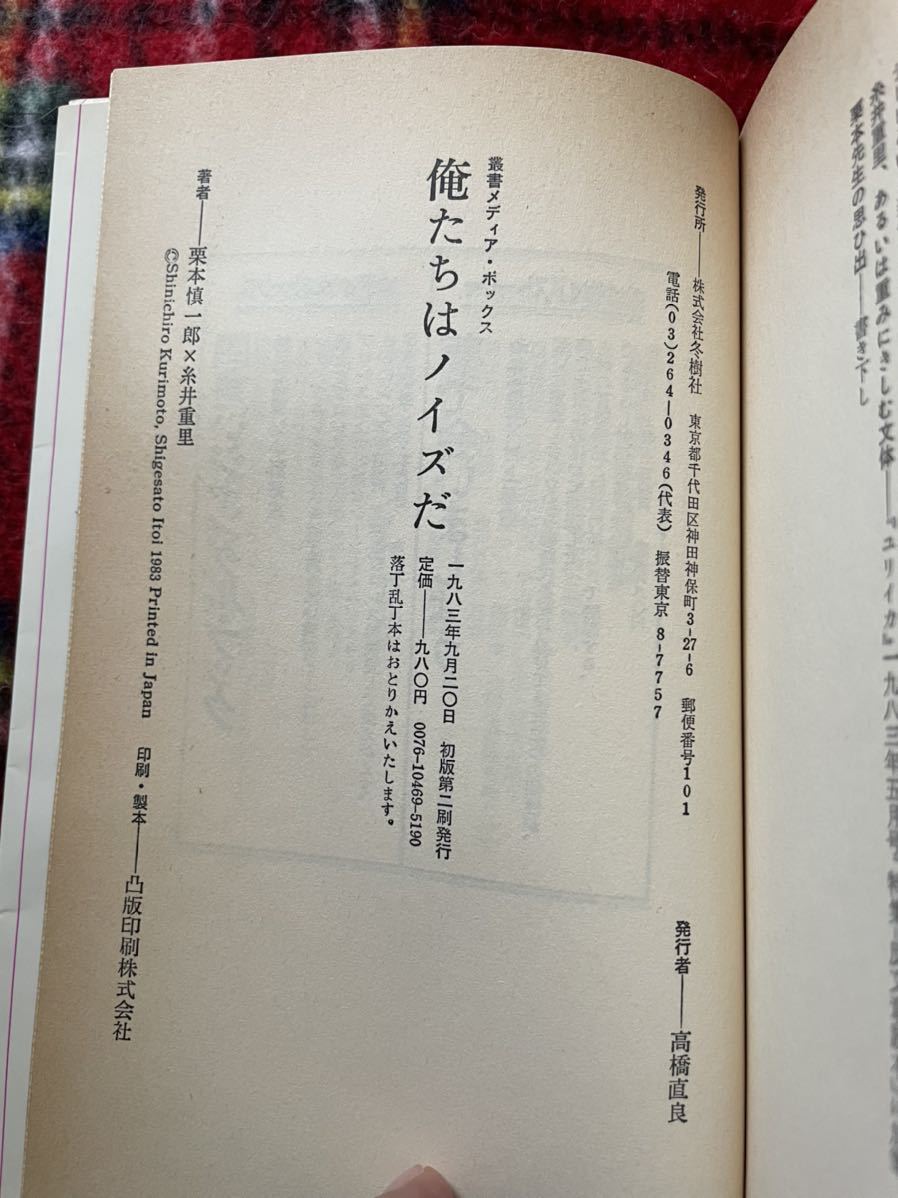 糸井重里、あるいは重みにきしむ文体――『ユリイカ』一九八三年五月号・特集
栗本先生の思ひ出――書き下し
発行所――株式会社冬樹社 東京都千代田区神田神保町3-27-6 郵便番号101
電話(03)264-0346(代表) 振替東京 8-7757
発行者――高橋直良
叢書メディア・ボックス
俺たちはノイズだ
一九八三年九月二〇日 初版第二刷発行
定価――九八〇円 0076-10469-5190
落丁乱丁本はおとりかえいたします。
著者――栗本慎一郎×糸井重里
©Shinichiro Kurimoto, Shigesato Itoi 1983 Printed in Japan
印刷・製本――凸版印刷株式会社